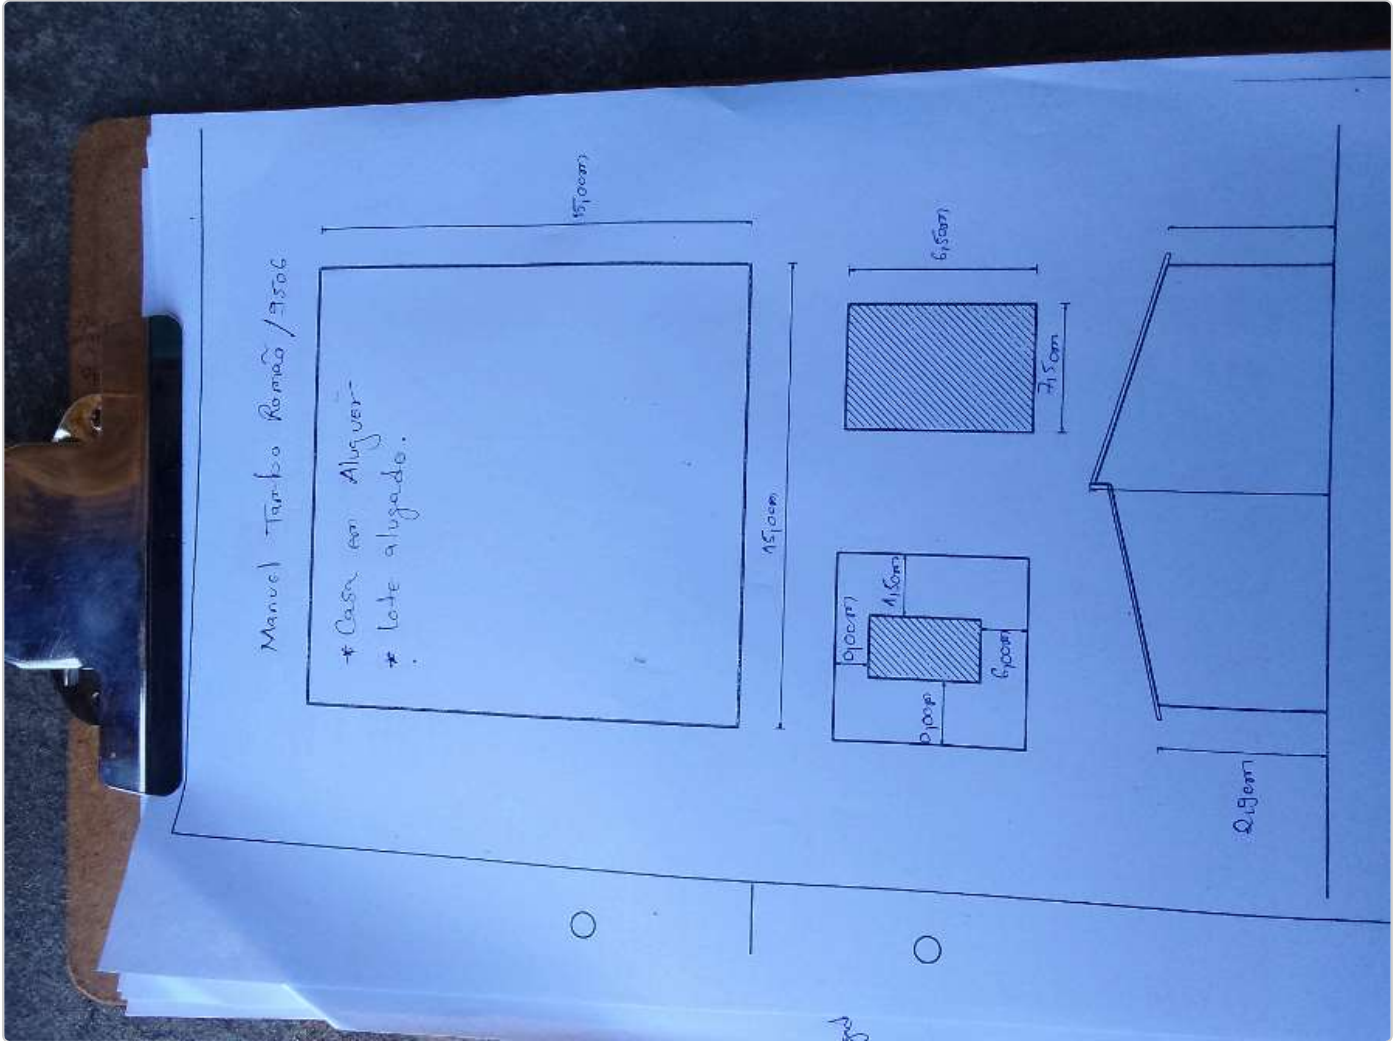 Manuel Tambo Romão / 9506
* Casa em Aluguer
* Lote alugado.
15,00m
15,00m
0,00m
1,50m
0,00m
6,00m
6,50m
7,50m
2,90m